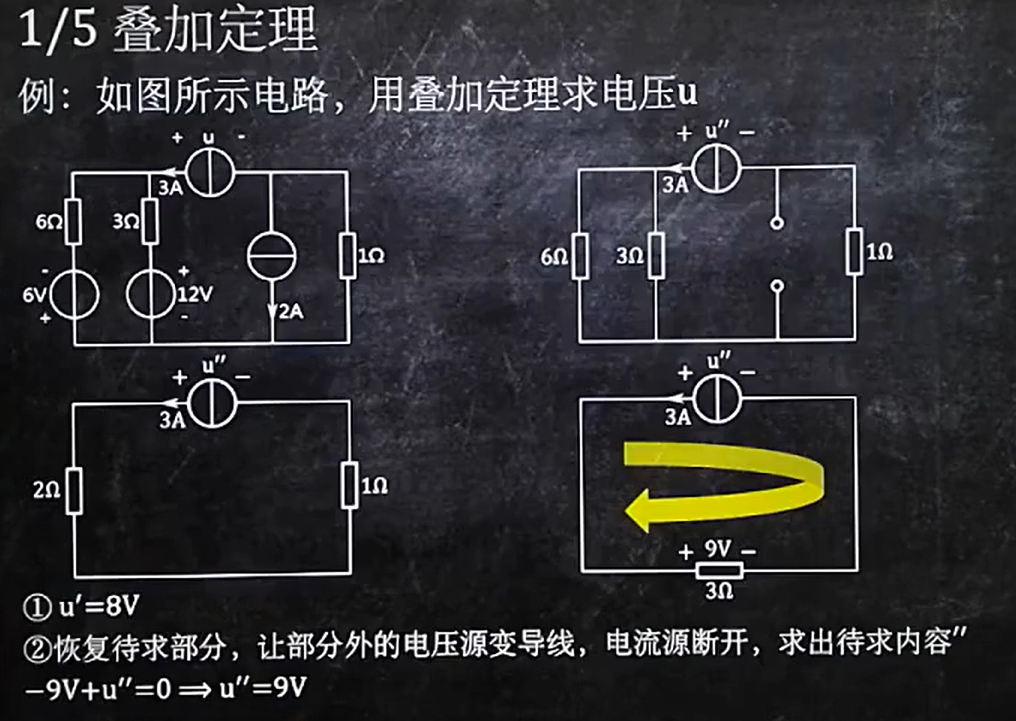 1/5 叠加定理
例：如图所示电路，用叠加定理求电压u
+ u -
3A
6Ω
3Ω
1Ω
-
6V
+
+
12V
-
2A
+ u″ −
3A
6Ω
3Ω
1Ω
+ u″ −
3A
2Ω
1Ω
+ u″ −
3A
+ 9V −
3Ω
① u′=8V
②恢复待求部分，让部分外的电压源变导线，电流源断开，求出待求内容″
−9V+u″=0 ⟹ u″=9V